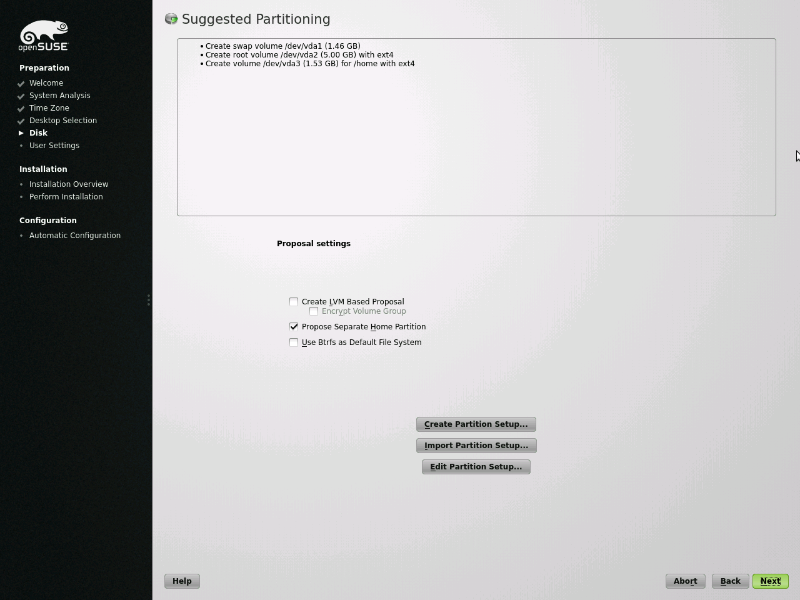 openSUSE
Preparation
Welcome
System Analysis
Time Zone
Desktop Selection
Disk
User Settings
Installation
Installation Overview
Perform Installation
Configuration
Automatic Configuration
Suggested Partitioning
• Create swap volume /dev/vda1 (1.46 GB)
• Create root volume /dev/vda2 (5.00 GB) with ext4
• Create volume /dev/vda3 (1.53 GB) for /home with ext4
Proposal settings
Create LVM Based Proposal
Encrypt Volume Group
Propose Separate Home Partition
Use Btrfs as Default File System
Create Partition Setup...
Import Partition Setup...
Edit Partition Setup...
Help
Abort
Back
Next